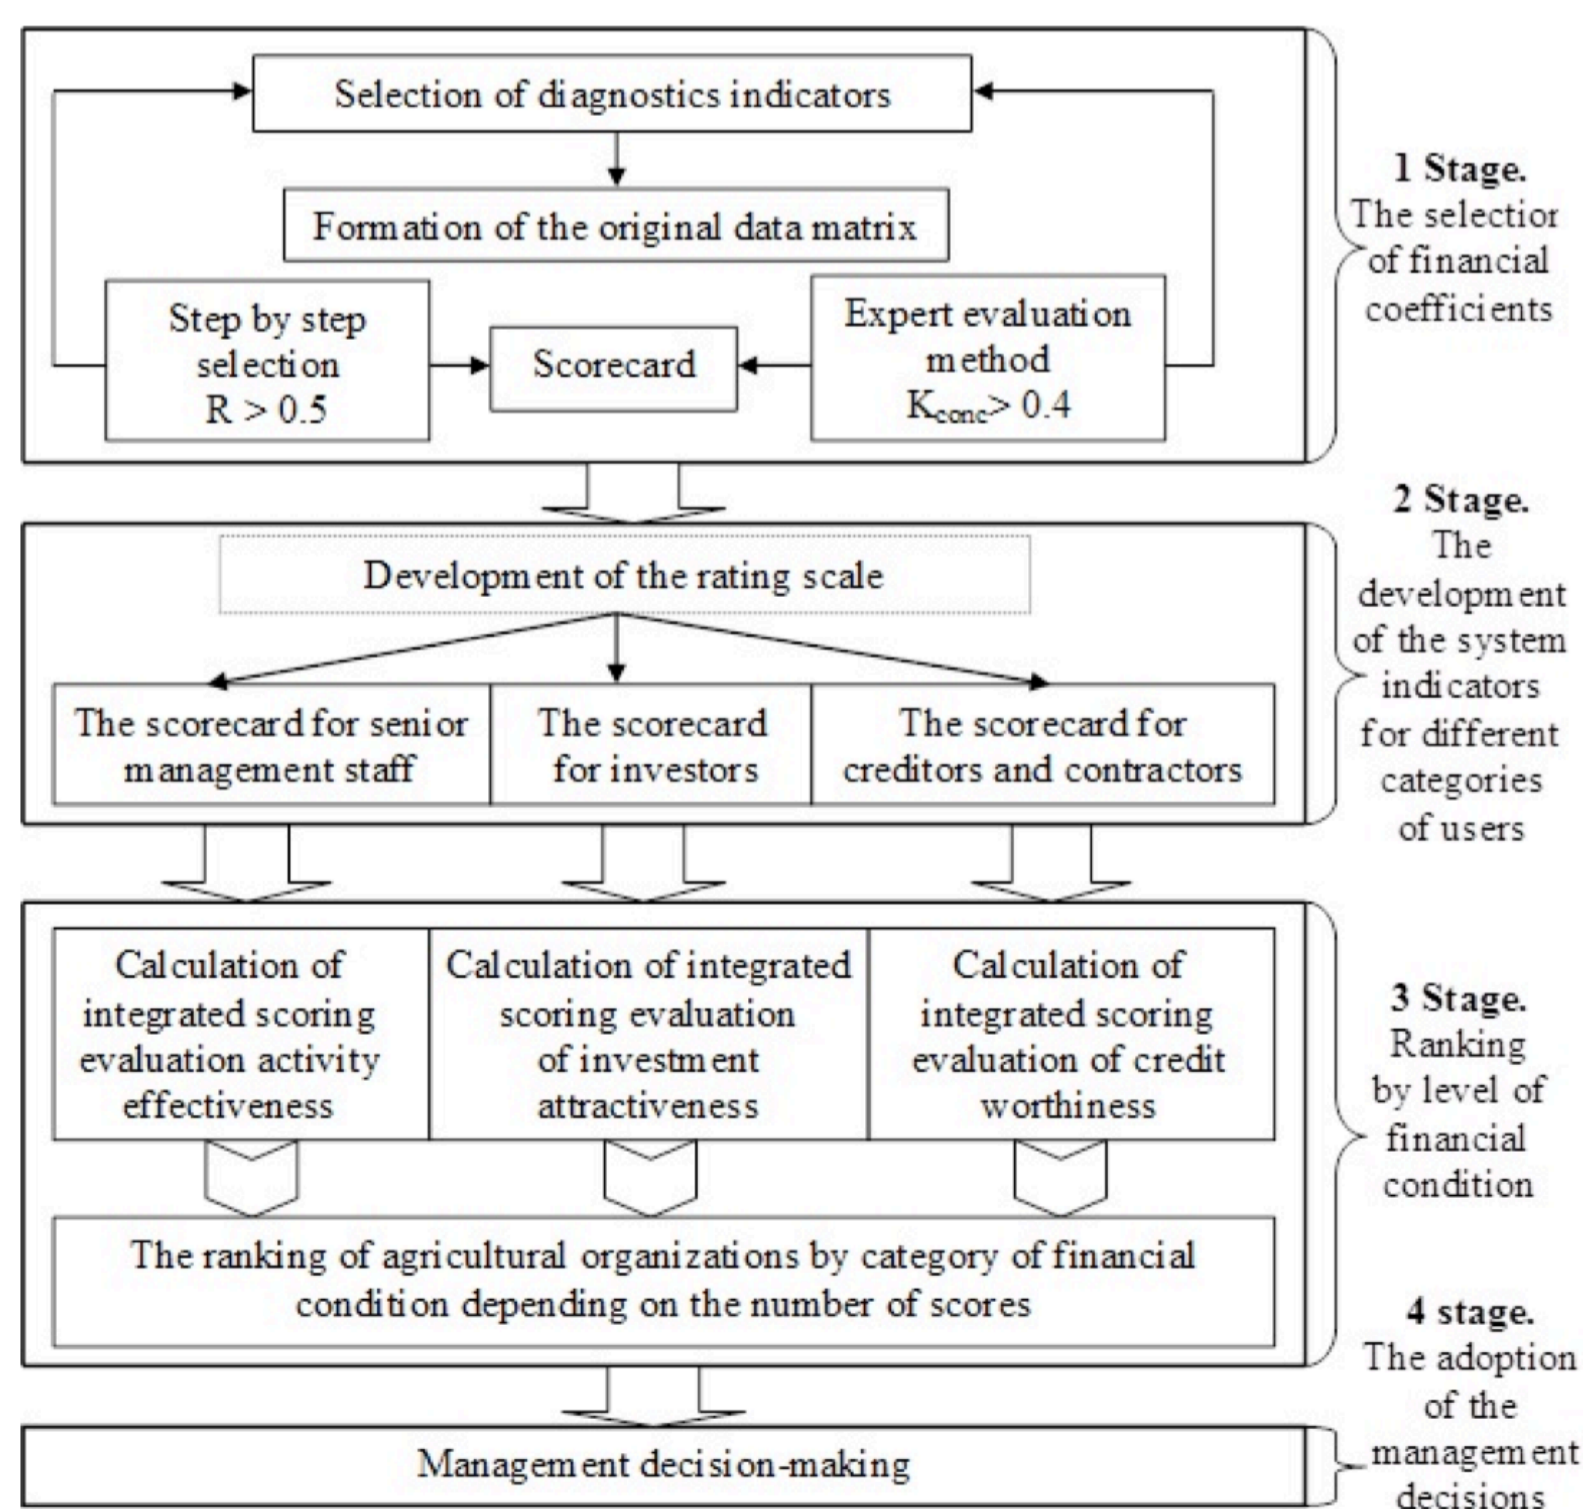 Selection of diagnostics indicators
Formation of the original data matrix
Step by step
selection
R > 0.5
Scorecard
Expert evaluation
method
Kconc> 0.4
1 Stage.
The selection
of financial
coefficients
Development of the rating scale
The scorecard for senior
management staff
The scorecard
for investors
The scorecard for
creditors and contractors
2 Stage.
The
development
of the system
indicators
for different
categories
of users
Calculation of
integrated scoring
evaluation activity
effectiveness
Calculation of integrated
scoring evaluation
of investment
attractiveness
Calculation of
integrated scoring
evaluation of credit
worthiness
The ranking of agricultural organizations by category of financial
condition depending on the number of scores
3 Stage.
Ranking
by level of
financial
condition
Management decision-making
4 stage.
The adoption
of the
management
decisions